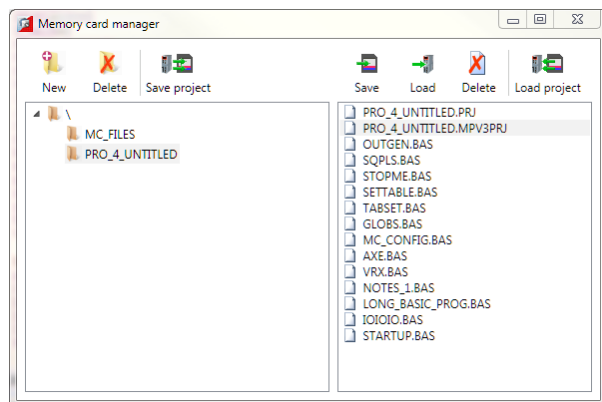 Memory card manager
New Delete Save project
Save Load Delete Load project
\
MC_FILES
PRO_4_UNTITLED
PRO_4_UNTITLED.PRJ
PRO_4_UNTITLED.MPV3PRJ
OUTGEN.BAS
SQPLS.BAS
STOPME.BAS
SETTABLE.BAS
TABSET.BAS
GLOBS.BAS
MC_CONFIG.BAS
AXE.BAS
VRX.BAS
NOTES_1.BAS
LONG_BASIC_PROG.BAS
IOIOIO.BAS
STARTUP.BAS